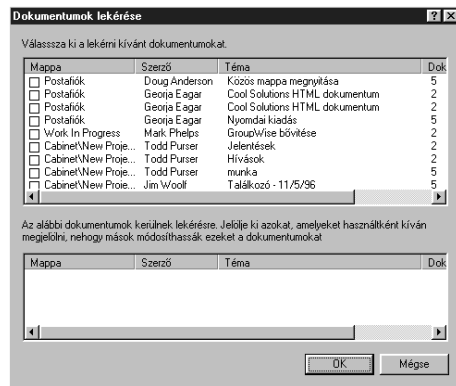 Dokumentumok lekérése
Válasssza ki a lekérni kívánt dokumentumokat.
Mappa Szerző Téma Dok
Postafiók Doug Anderson Közös mappa megnyitása 5
Postafiók Georja Eagar Cool Solutions HTML dokumentum 2
Postafiók Georja Eagar Cool Solutions HTML dokumentum 2
Postafiók Georja Eagar Nyomdai kiadás 5
Work In Progress Mark Phelps GroupWise bővitése 2
Cabinet\New Proje... Todd Purser Jelentések 2
Cabinet\New Proje... Todd Purser Hívások 2
Cabinet\New Proje... Todd Purser munka 5
Cabinet\New Proje... Jim Woolf Találkozó - 11/5/96 5
Az alábbi dokumentumok kerülnek lekérésre. Jelölje ki azokat, amelyeket használtként kíván
megjelölni, nehogy mások módosíthassák ezeket a dokumentumokat
Mappa Szerző Téma Dok
OK Mégse